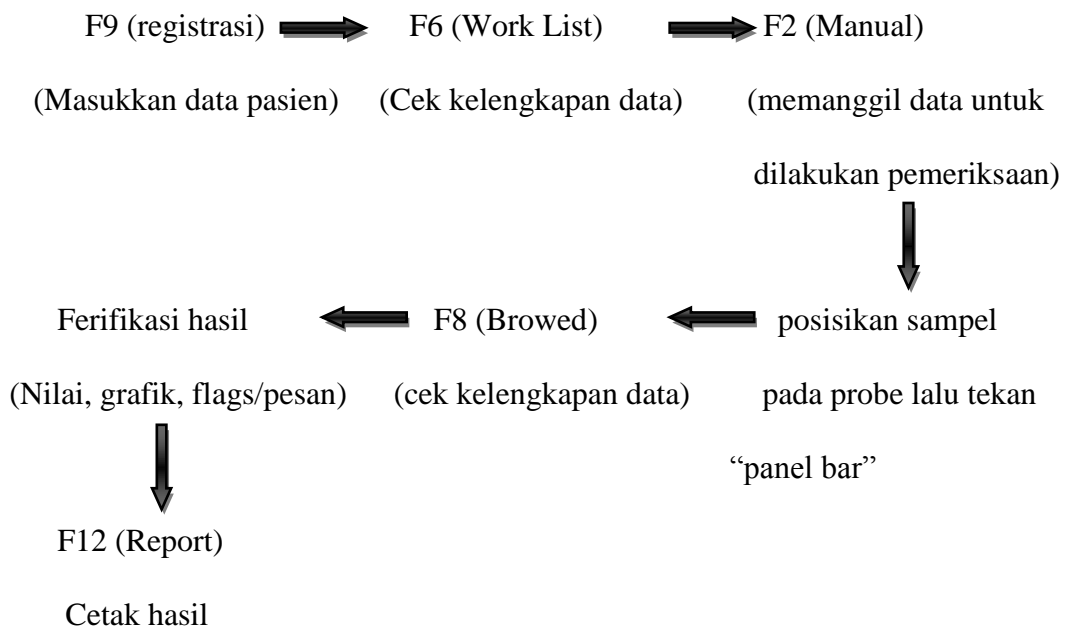 F9 (registrasi) F6 (Work List) F2 (Manual)
(Masukkan data pasien) (Cek kelengkapan data) (memanggil data untuk
dilakukan pemeriksaan)
Ferifikasi hasil F8 (Browed) posisikan sampel
(Nilai, grafik, flags/pesan) (cek kelengkapan data) pada probe lalu tekan
“panel bar”
F12 (Report)
Cetak hasil